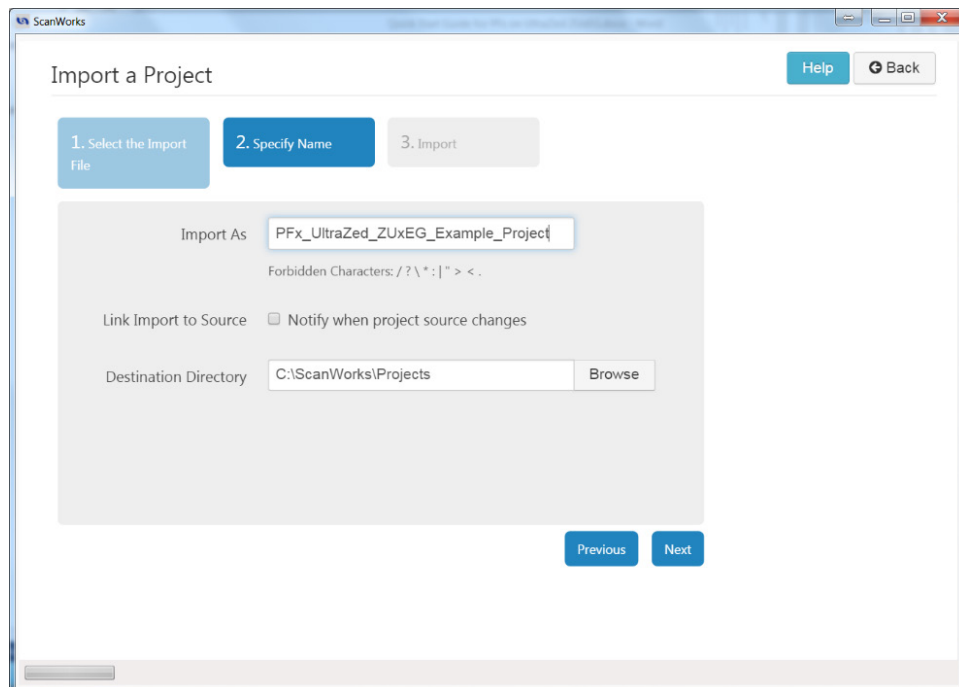 ScanWorks
Import a Project
Help
Back
1. Select the Import
File
2. Specify Name
3. Import
Import As
PFx_UltraZed_ZUxEG_Example_Project
Forbidden Characters: / ? \ * : | " > < .
Link Import to Source
Notify when project source changes
Destination Directory
C:\ScanWorks\Projects
Browse
Previous
Next